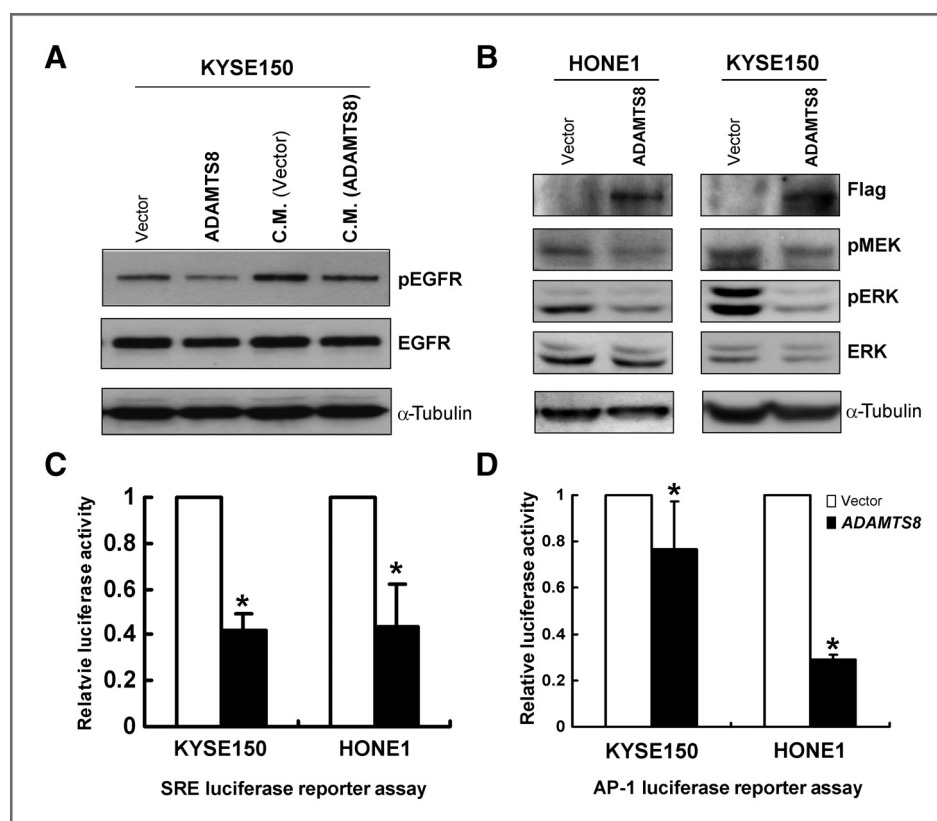 A
KYSE150
Vector
ADAMTS8
C.M. (Vector)
C.M. (ADAMTS8)
pEGFR
EGFR
α-Tubulin
B
HONE1
KYSE150
Vector
ADAMTS8
Vector
ADAMTS8
Flag
pMEK
pERK
ERK
α-Tubulin
C
Relatvie luciferase activity
1
0.8
0.6
0.4
0.2
0
*
*
KYSE150
HONE1
SRE luciferase reporter assay
D
Relative luciferase activity
1
0.8
0.6
0.4
0.2
0
*
*
Vector
ADAMTS8
KYSE150
HONE1
AP-1 luciferase reporter assay